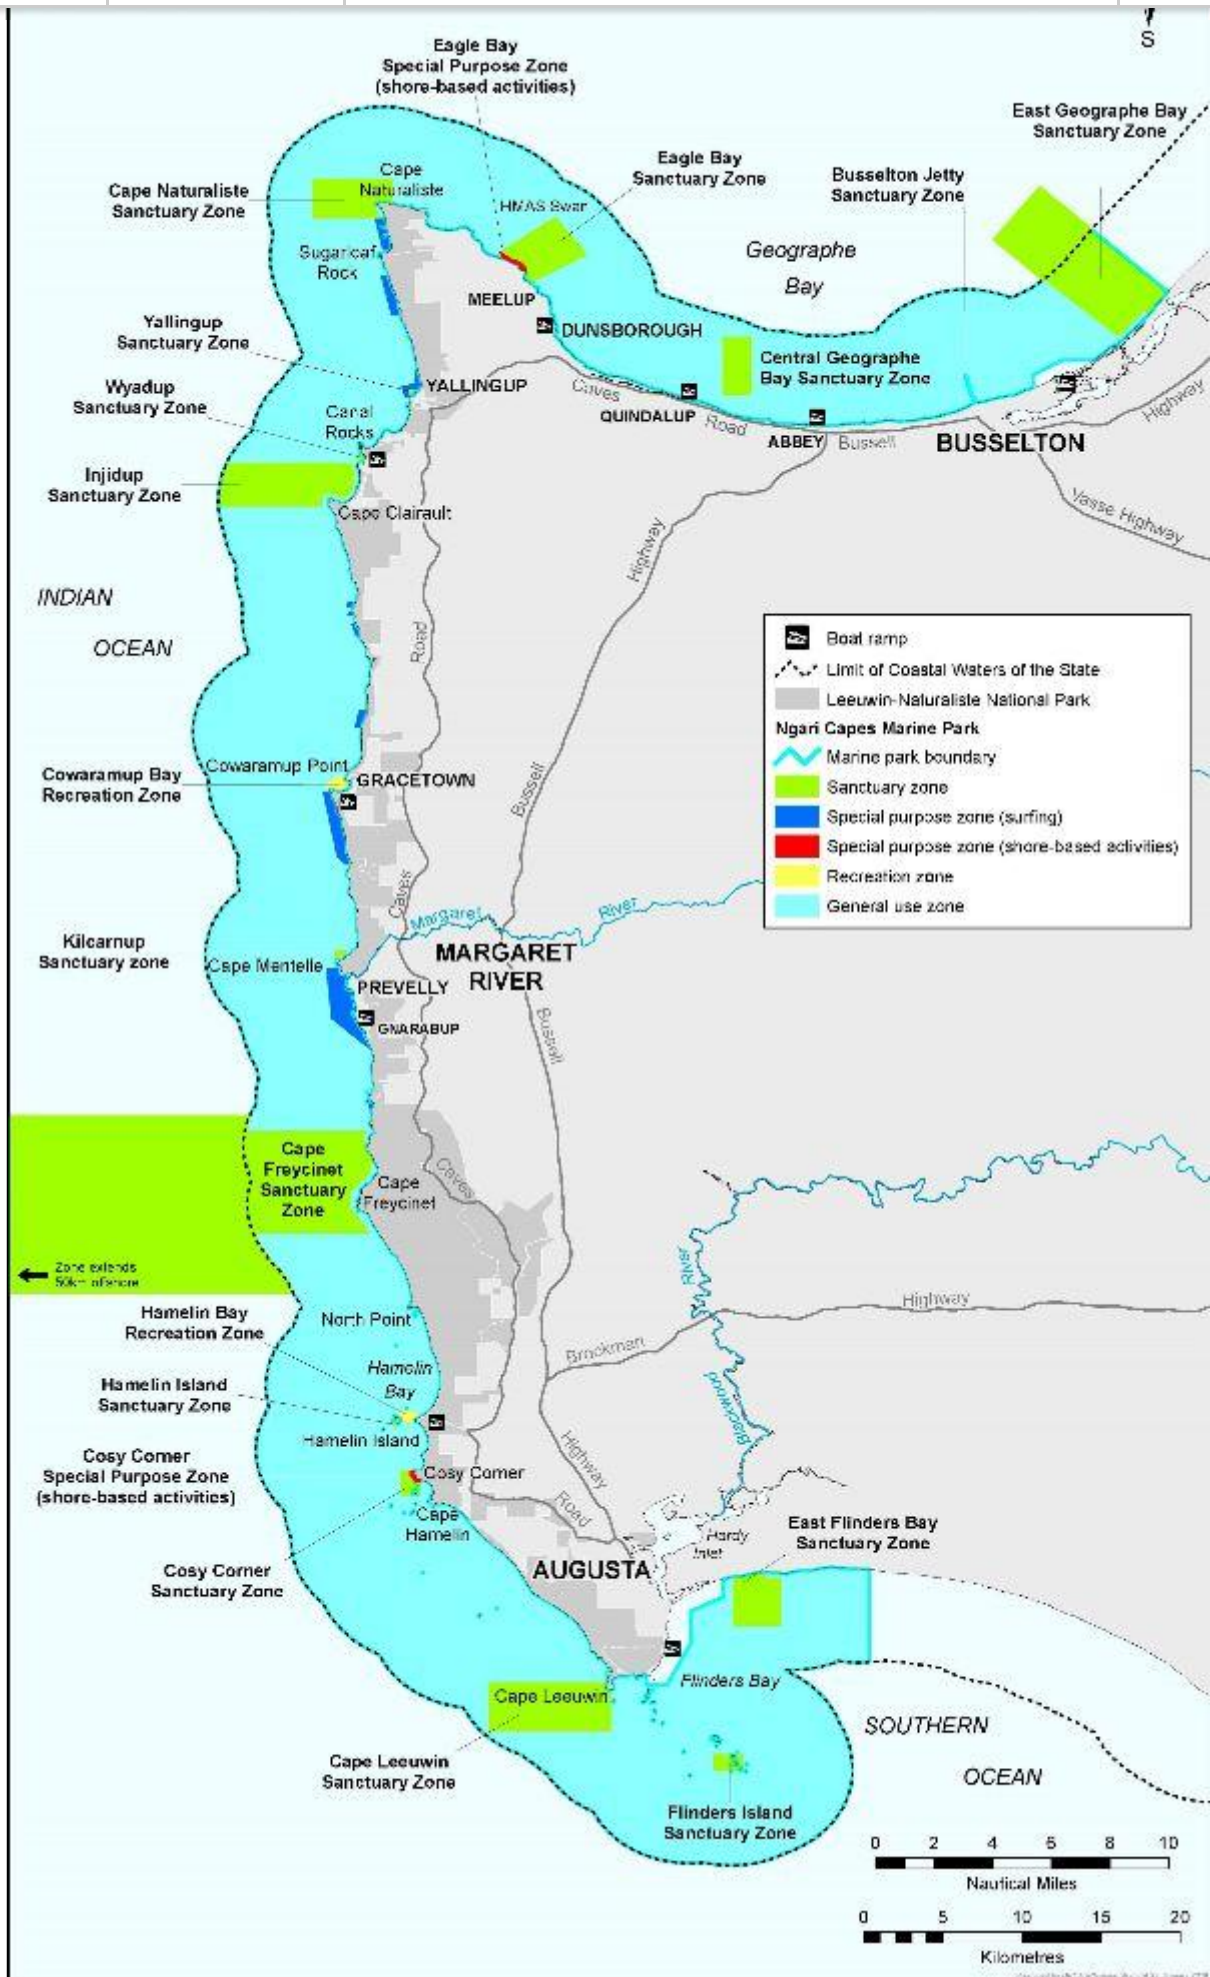 S
Eagle Bay
Special Purpose Zone
(shore-based activities)
East Geographe Bay
Sanctuary Zone
Eagle Bay
Sanctuary Zone
Busselton Jetty
Sanctuary Zone
Cape Naturaliste
Sanctuary Zone
Cape
Naturaliste
HMAS Swan
Sugarloaf
Rock
Geographe
Bay
MEELUP
Yallingup
Sanctuary Zone
DUNSBOROUGH
Central Geographe
Bay Sanctuary Zone
Wyadup
Sanctuary Zone
YALLINGUP
Caves
Road
QUINDALUP
Canal
Rocks
ABBEY
Bussell
BUSSELTON
Highway
Injidup
Sanctuary Zone
Cape Clairault
Vasse Highway
Highway
INDIAN
OCEAN
Road
Boat ramp
Limit of Coastal Waters of the State
Leeuwin-Naturaliste National Park
Ngari Capes Marine Park
Marine park boundary
Sanctuary zone
Special purpose zone (surfing)
Special purpose zone (shore-based activities)
Recreation zone
General use zone
Cowaramup Bay
Recreation Zone
Cowaramup Point
GRACETOWN
Bussell
Caves
Margaret
River
Kilcarnup
Sanctuary zone
Cape Mentelle
MARGARET
RIVER
PREVELLY
GNARABUP
Bussell
Cape
Freycinet
Sanctuary
Zone
Caves
Cape
Freycinet
Zone extends
50km offshore
River
Highway
Hamelin Bay
Recreation Zone
North Point
Brockman
Hamelin
Bay
Hamelin Island
Sanctuary Zone
Blackwood
Hamelin Island
Cosy Corner
Special Purpose Zone
(shore-based activities)
Cosy Corner
Highway
Road
Cape
Hamelin
Hardy
Inlet
East Flinders Bay
Sanctuary Zone
Cosy Corner
Sanctuary Zone
AUGUSTA
Flinders Bay
Cape Leeuwin
SOUTHERN
OCEAN
Cape Leeuwin
Sanctuary Zone
Flinders Island
Sanctuary Zone
0 2 4 6 8 10
Nautical Miles
0 5 10 15 20
Kilometres